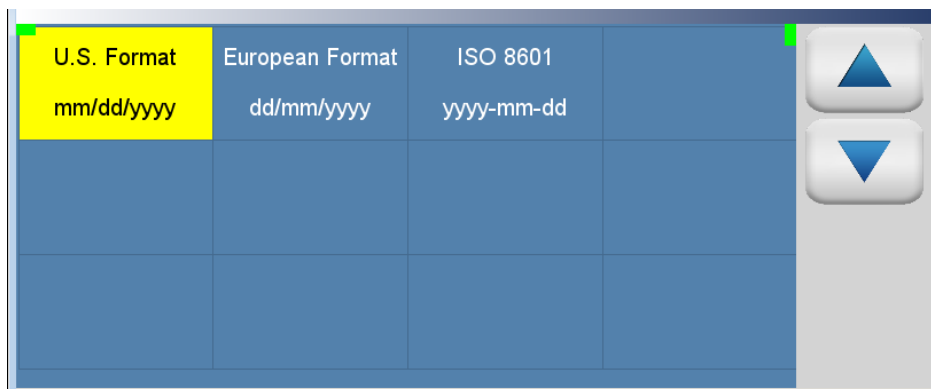 U.S. Format
mm/dd/yyyy
European Format
dd/mm/yyyy
ISO 8601
yyyy-mm-dd